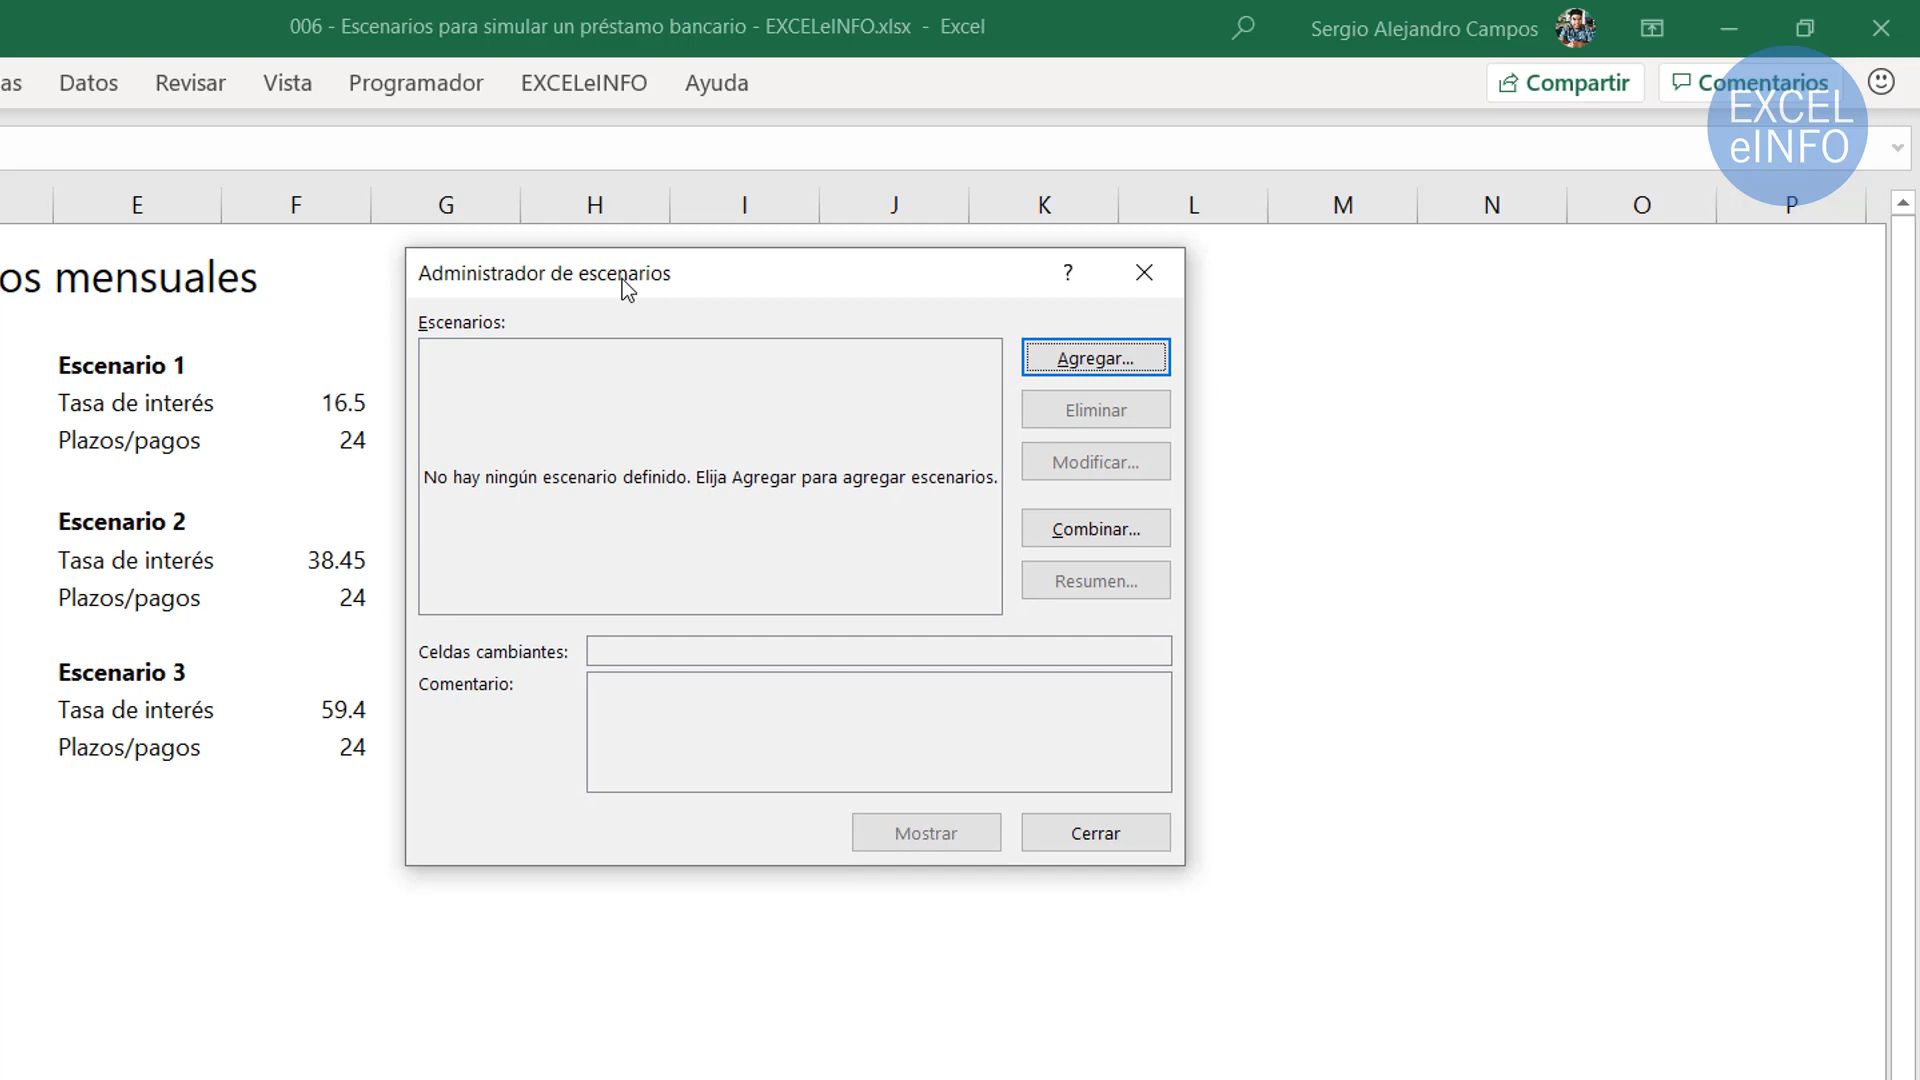 006 - Escenarios para simular un préstamo bancario - EXCELeINFO.xlsx - Excel
Sergio Alejandro Campos
as Datos Revisar Vista Programador EXCELeINFO Ayuda
Compartir
Comentarios
EXCEL
eINFO
E F G H I J K L M N O P
os mensuales
Escenario 1
Tasa de interés 16.5
Plazos/pagos 24
Escenario 2
Tasa de interés 38.45
Plazos/pagos 24
Escenario 3
Tasa de interés 59.4
Plazos/pagos 24
Administrador de escenarios ?
Escenarios:
No hay ningún escenario definido. Elija Agregar para agregar escenarios.
Agregar...
Eliminar
Modificar...
Combinar...
Resumen...
Celdas cambiantes:
Comentario:
Mostrar
Cerrar